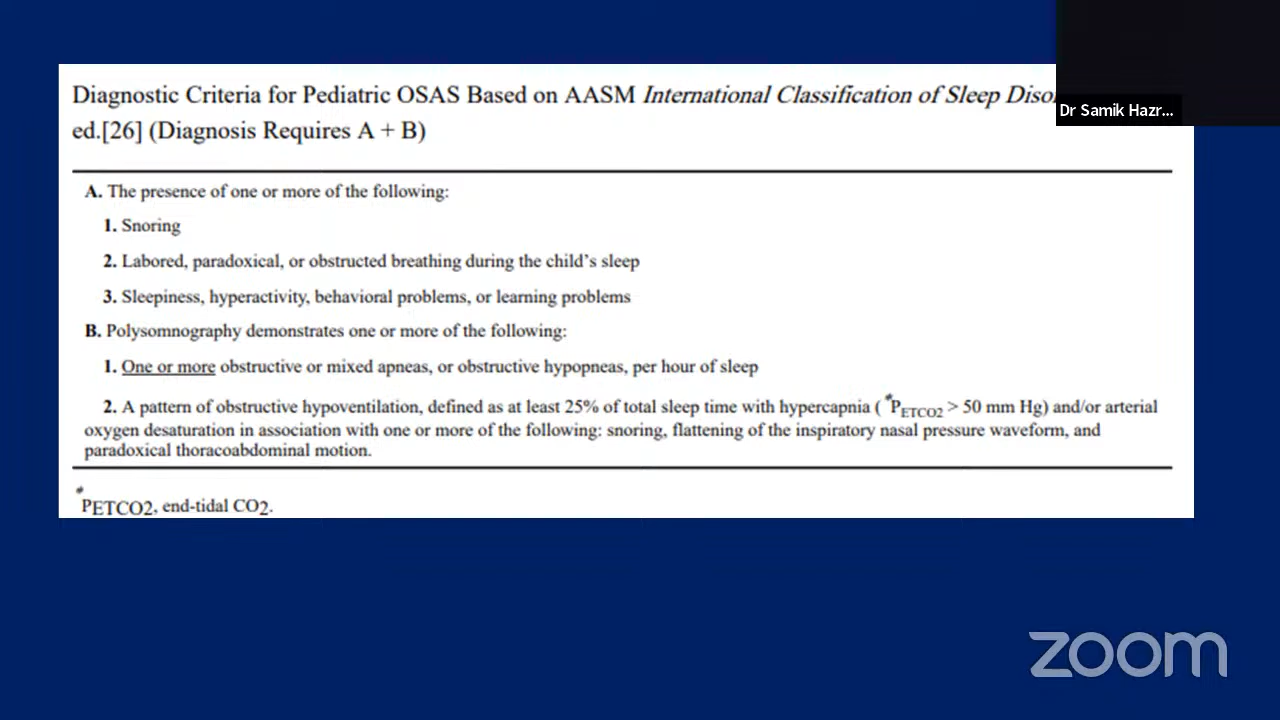 Diagnostic Criteria for Pediatric OSAS Based on AASM International Classification of Sleep
Dr Samik Hazr...
ed.[26] (Diagnosis Requires A + B)
A. The presence of one or more of the following:
1. Snoring
2. Labored, paradoxical, or obstructed breathing during the child's sleep
3. Sleepiness, hyperactivity, behavioral problems, or learning problems
B. Polysomnography demonstrates one or more of the following:
1. One or more obstructive or mixed apneas, or obstructive hypopneas, per hour of sleep
2. A pattern of obstructive hypoventilation, defined as at least 25% of total sleep time with hypercapnia ( *PETCO2 > 50 mm Hg) and/or arterial
oxygen desaturation in association with one or more of the following: snoring, flattening of the inspiratory nasal pressure waveform, and
paradoxical thoracoabdominal motion.
*PETCO2, end-tidal CO2.
zoom